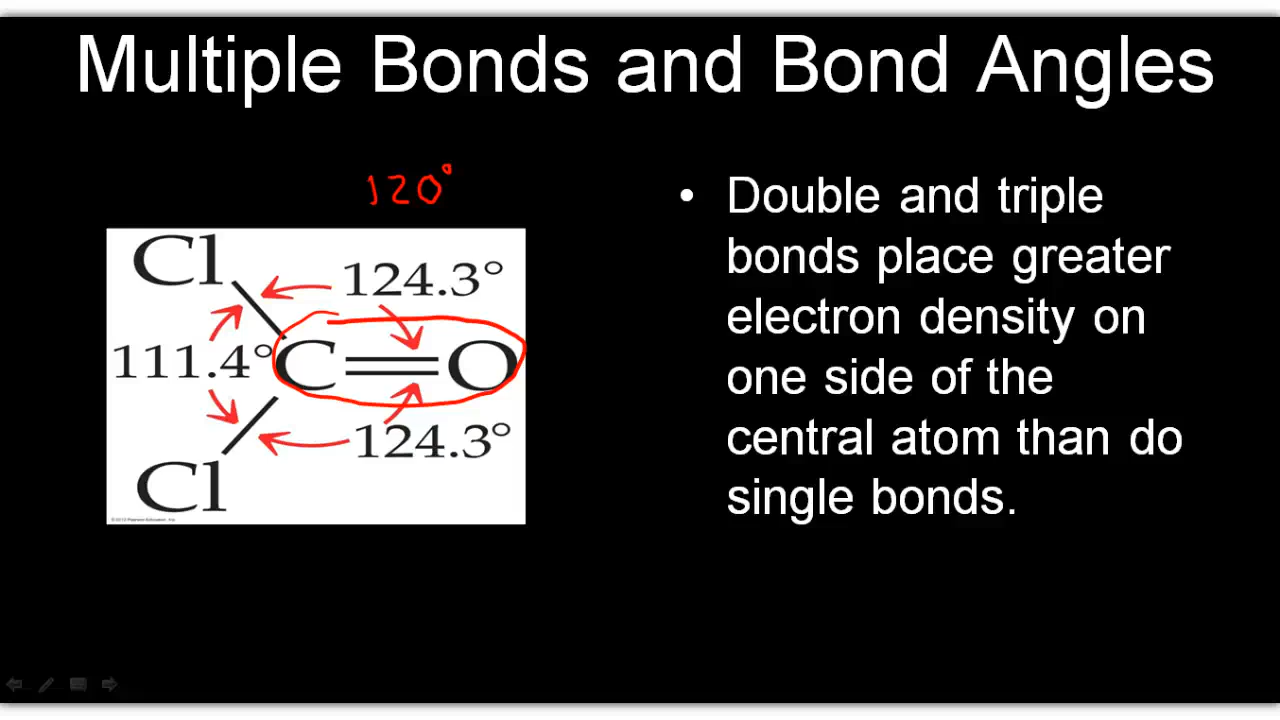 Multiple Bonds and Bond Angles
120°
Cl
124.3°
111.4°
C
O
124.3°
Cl
• Double and triple
bonds place greater
electron density on
one side of the
central atom than do
single bonds.